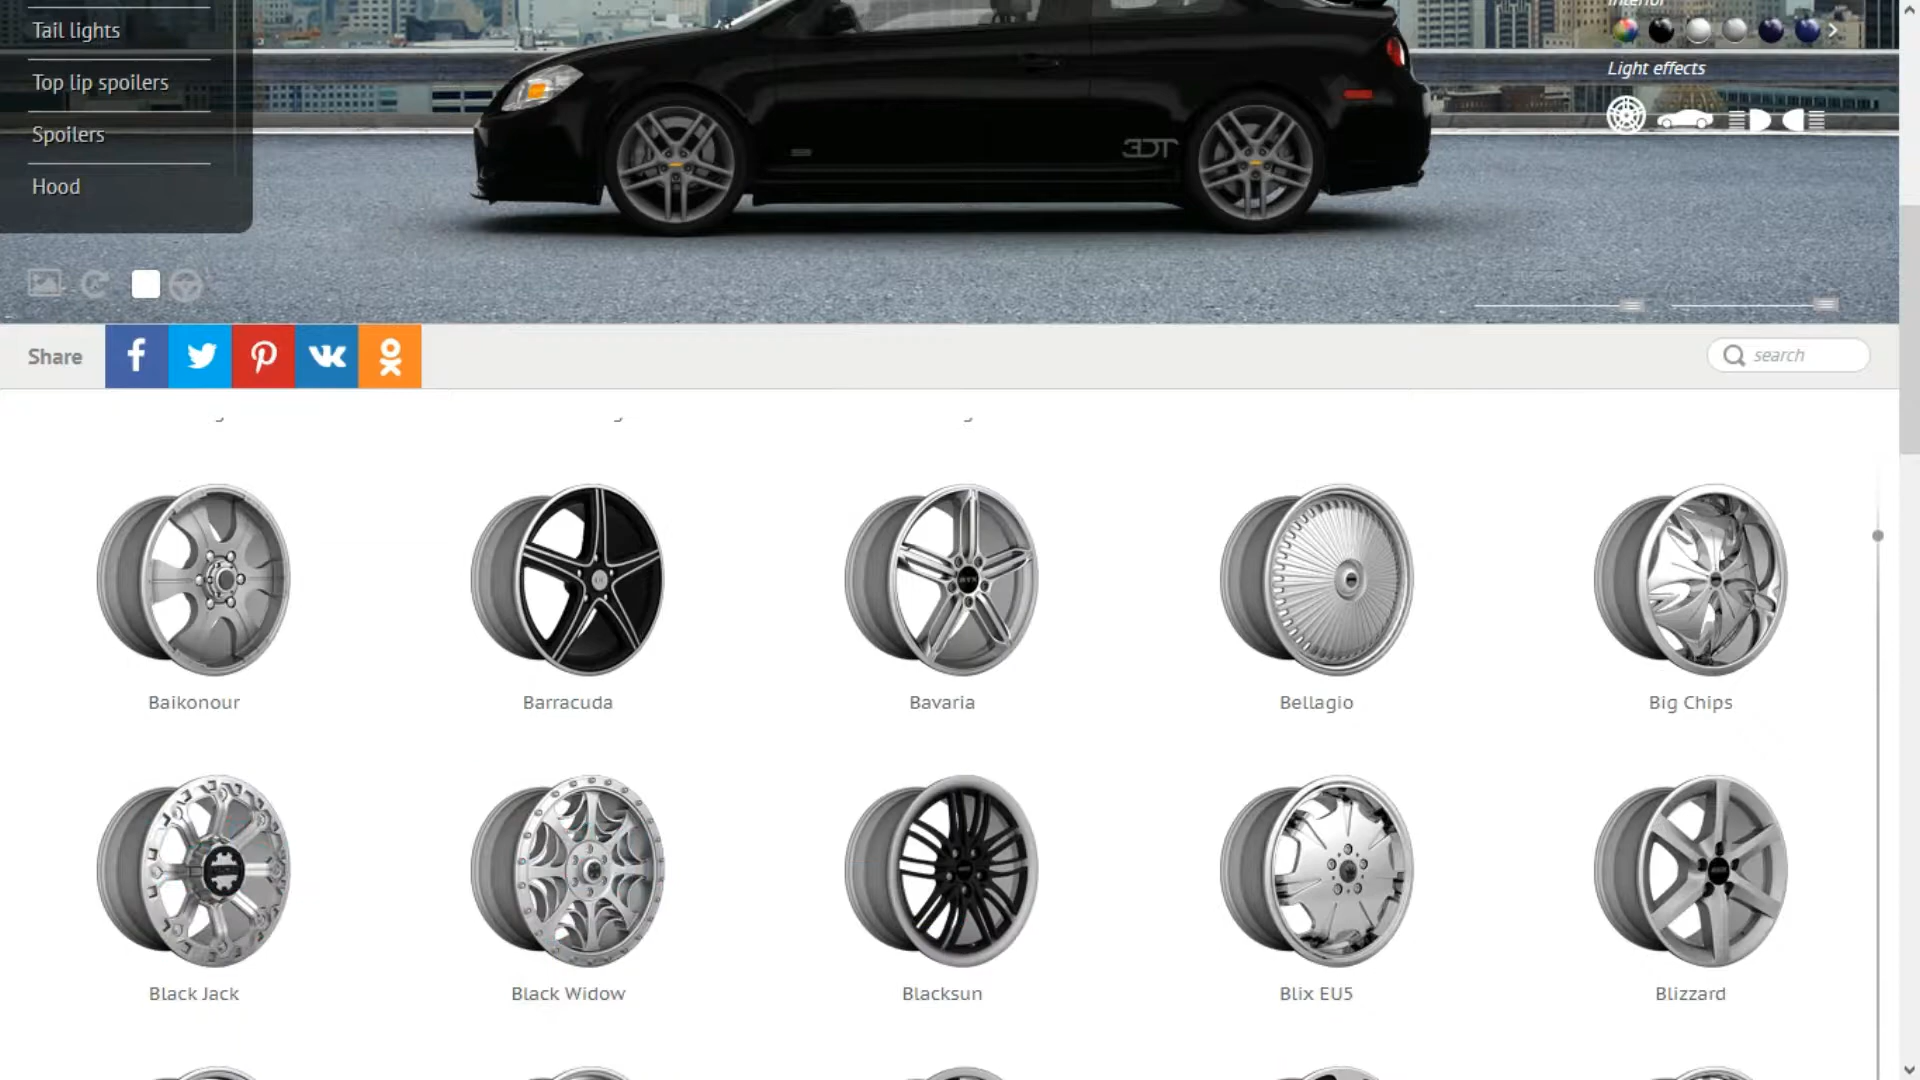 Interior
Tail lights
Light effects
Top lip spoilers
Spoilers
3DT
Hood
Share
search
Baikonour
Barracuda
Bavaria
Bellagio
Big Chips
Black Jack
Black Widow
Blacksun
Blix EU5
Blizzard